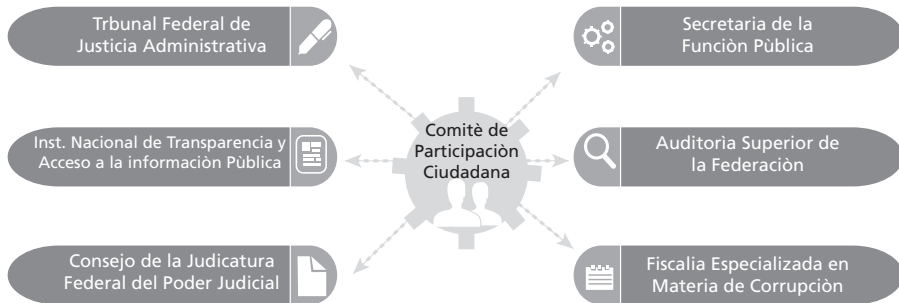 Trbunal Federal de
Justicia Administrativa
Secretaria de la
Funciòn Pùblica
Inst. Nacional de Transparencia y
Acceso a la informaciòn Pùblica
Comitè de
Participaciòn
Ciudadana
Auditorìa Superior de
la Federaciòn
Consejo de la Judicatura
Federal del Poder Judicial
Fiscalia Especializada en
Materia de Corrupciòn